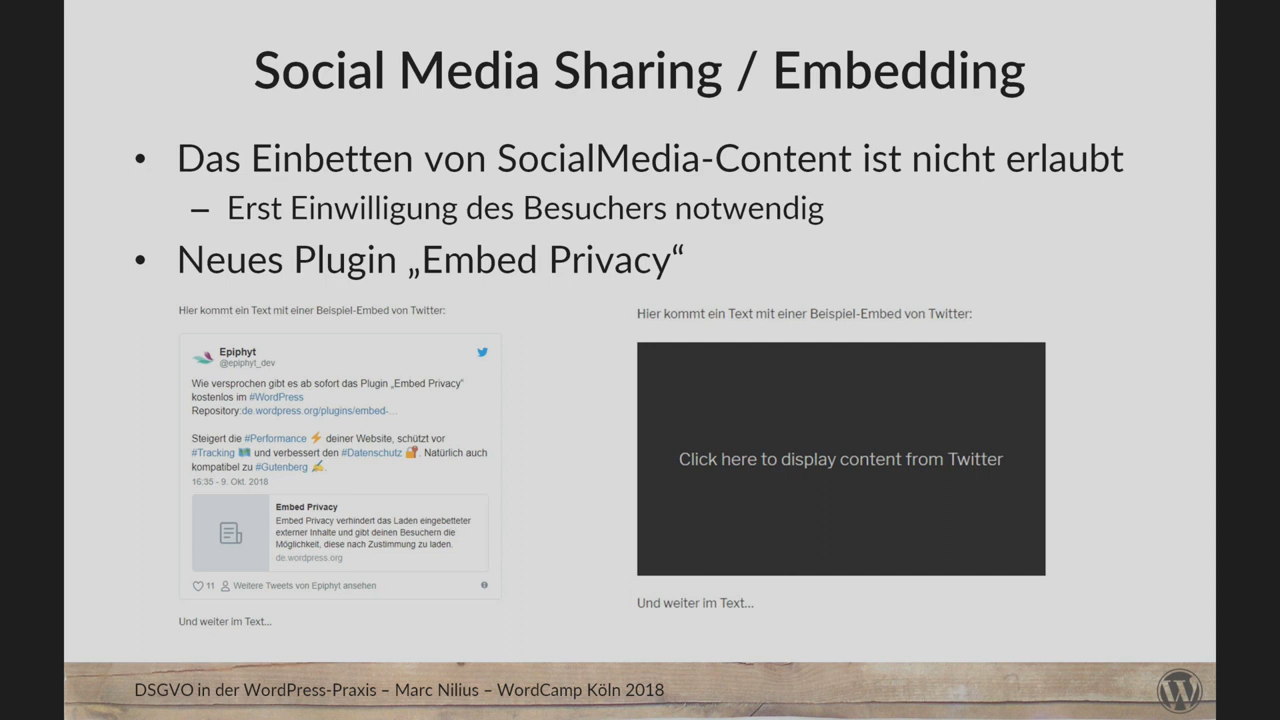 Social Media Sharing / Embedding
• Das Einbetten von SocialMedia-Content ist nicht erlaubt
– Erst Einwilligung des Besuchers notwendig
• Neues Plugin „Embed Privacy“
Hier kommt ein Text mit einer Beispiel-Embed von Twitter:
Epiphyt
@epiphyt_dev
Wie versprochen gibt es ab sofort das Plugin „Embed Privacy“
kostenlos im #WordPress
Repository:de.wordpress.org/plugins/embed-…
Steigert die #Performance ⚡ deiner Website, schützt vor
#Tracking 🗺 und verbessert den #Datenschutz 🔐. Natürlich auch
kompatibel zu #Gutenberg ✍.
16:35 - 9. Okt. 2018
Embed Privacy
Embed Privacy verhindert das Laden eingebetteter
externer Inhalte und gibt deinen Besuchern die
Möglichkeit, diese nach Zustimmung zu laden.
de.wordpress.org
11 Weitere Tweets von Epiphyt ansehen
Und weiter im Text...
Hier kommt ein Text mit einer Beispiel-Embed von Twitter:
Click here to display content from Twitter
Und weiter im Text...
DSGVO in der WordPress-Praxis – Marc Nilius – WordCamp Köln 2018